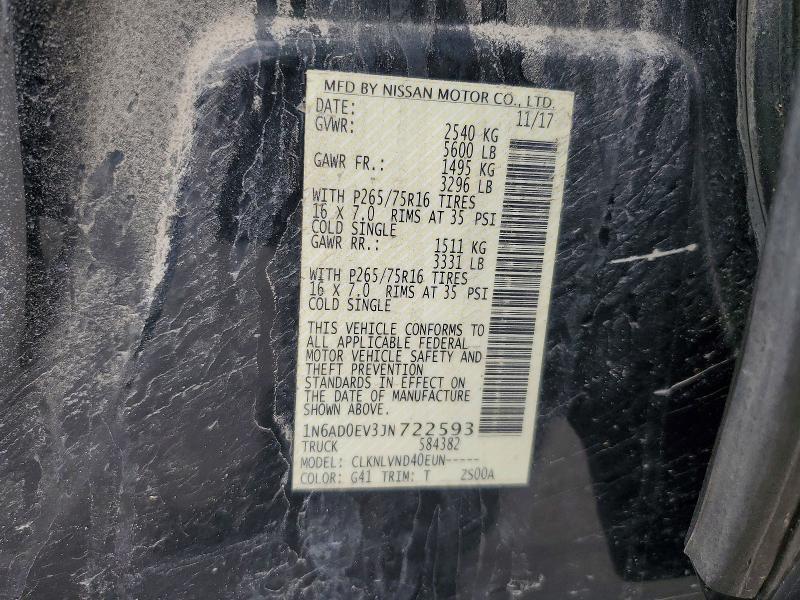 MFD BY NISSAN MOTOR CO., LTD.
DATE: 11/17
GVWR: 2540 KG
5600 LB
GAWR FR.: 1495 KG
3296 LB
WITH P265/75R16 TIRES
16 X 7.0 RIMS AT 35 PSI
COLD SINGLE
GAWR RR.: 1511 KG
3331 LB
WITH P265/75R16 TIRES
16 X 7.0 RIMS AT 35 PSI
COLD SINGLE
THIS VEHICLE CONFORMS TO
ALL APPLICABLE FEDERAL
MOTOR VEHICLE SAFETY AND
THEFT PREVENTION
STANDARDS IN EFFECT ON
THE DATE OF MANUFACTURE
SHOWN ABOVE.
1N6AD0EV3JN722593
TRUCK 584382
MODEL: CLKNLVND40EUN-----
COLOR: G41 TRIM: T 2S00A